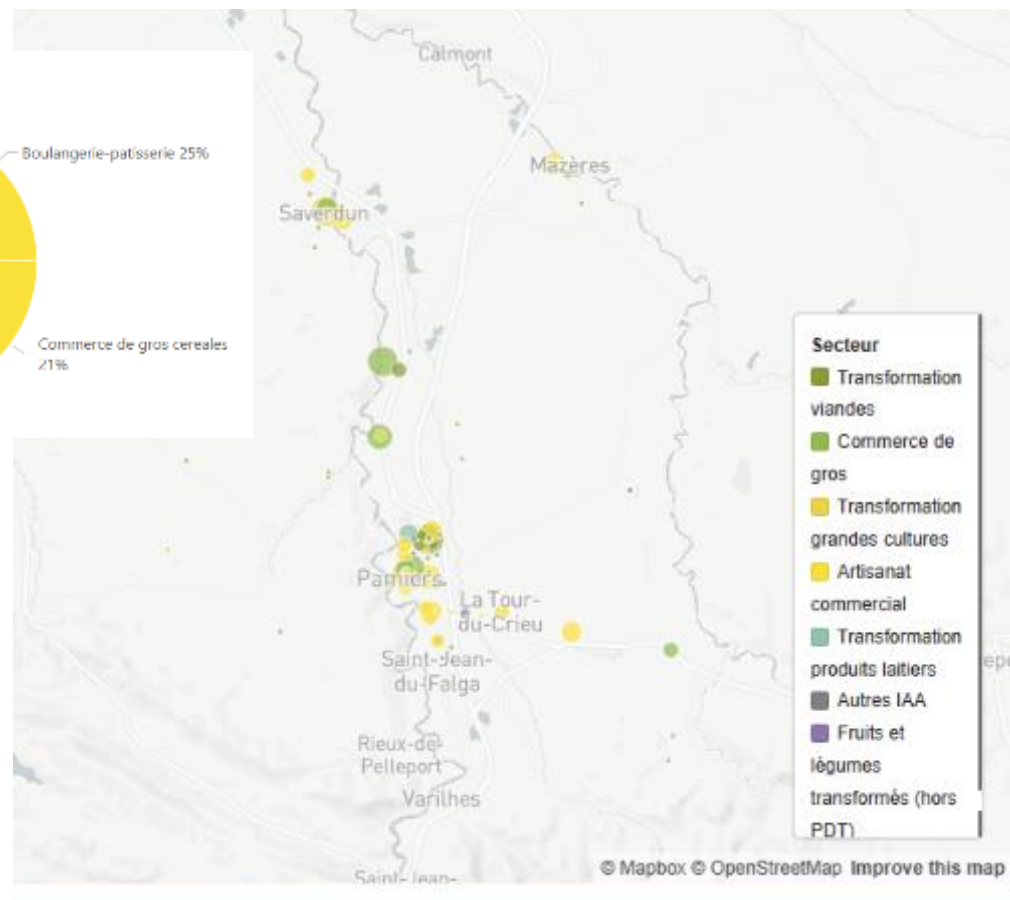 Calmont
Boulangerie-patisserie 25%
Mazères
Saverdun
Commerce de gros cereales
21%
Secteur
Transformation
viandes
Commerce de
gros
Transformation
grandes cultures
Artisanat
commercial
Transformation
produits laitiers
Autres IAA
Fruits et
légumes
transformés (hors
PDT)
Pamiers
La Tour-
du-Crieu
Saint-Jean-
du-Falga
Rieux-de-
Pelleport
Varilhes
Saint-Jean-
© Mapbox © OpenStreetMap Improve this map